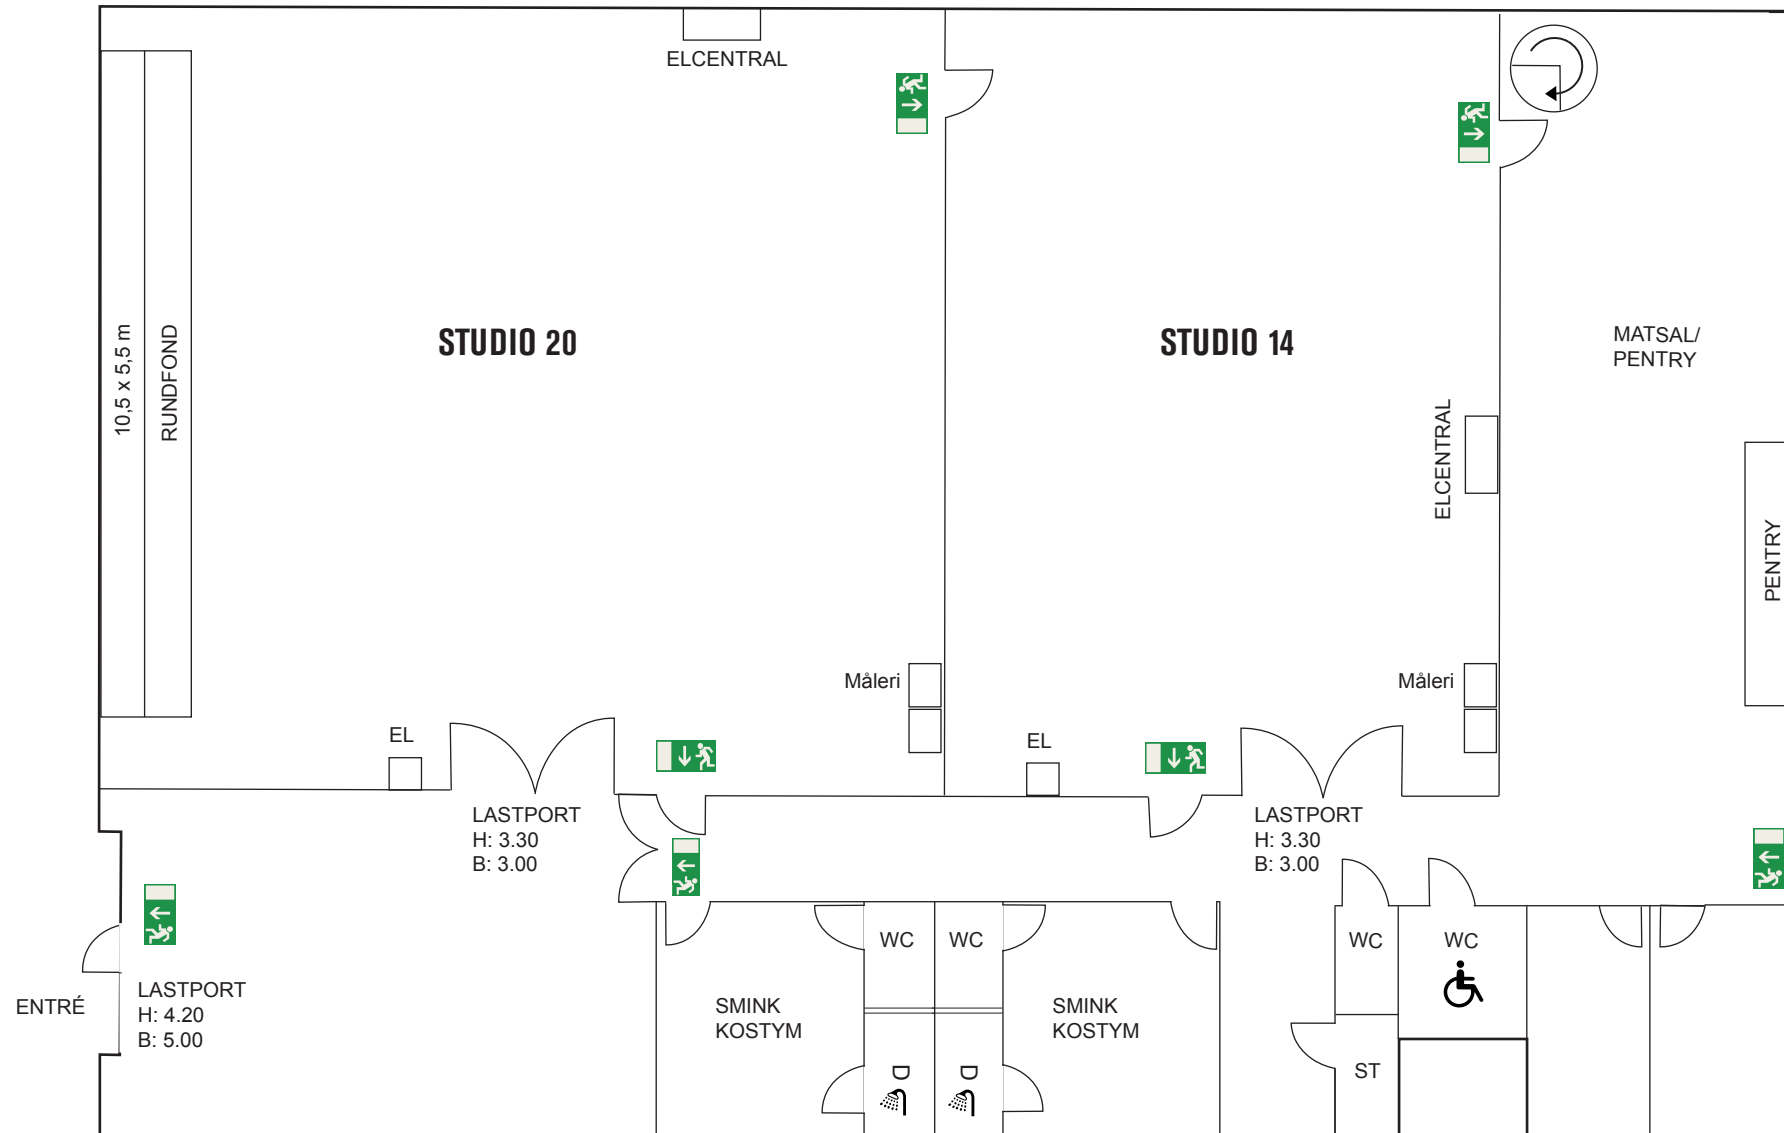 ELCENTRAL
10,5 x 5,5 m
RUNDFOND
STUDIO 20
STUDIO 14
MATSAL/
PENTRY
ELCENTRAL
PENTRY
Måleri
Måleri
EL
EL
LASTPORT
H: 3.30
B: 3.00
LASTPORT
H: 3.30
B: 3.00
ENTRÉ
LASTPORT
H: 4.20
B: 5.00
WC
WC
WC
WC
SMINK
KOSTYM
SMINK
KOSTYM
D
D
ST